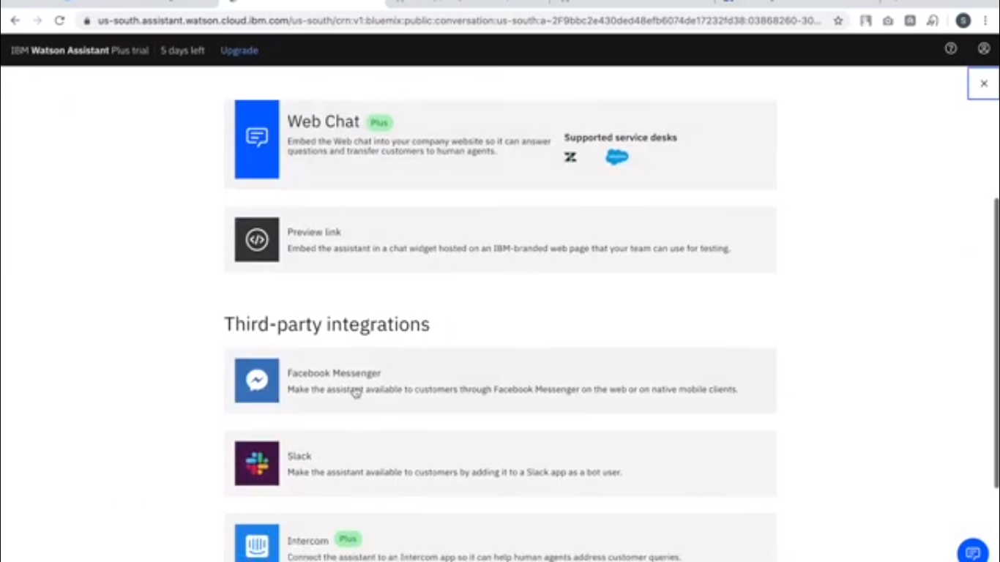 us-south.assistant.watson.cloud.ibm.com/us-south/crn:v1:bluemix:public:conversation:us-south:a~2F9bbc2e430ded48efb6074de17232fd38:03868260-30...
S
IBM Watson Assistant Plus trial 5 days left Upgrade
Web Chat Plus
Embed the Web chat into your company website so it can answer
questions and transfer customers to human agents.
Supported service desks
Preview link
Embed the assistant in a chat widget hosted on an IBM-branded web page that your team can use for testing.
Third-party integrations
Facebook Messenger
Make the assistant available to customers through Facebook Messenger on the web or on native mobile clients.
Slack
Make the assistant available to customers by adding it to a Slack app as a bot user.
Intercom Plus
Connect the assistant to an Intercom app so it can help human agents address customer queries.